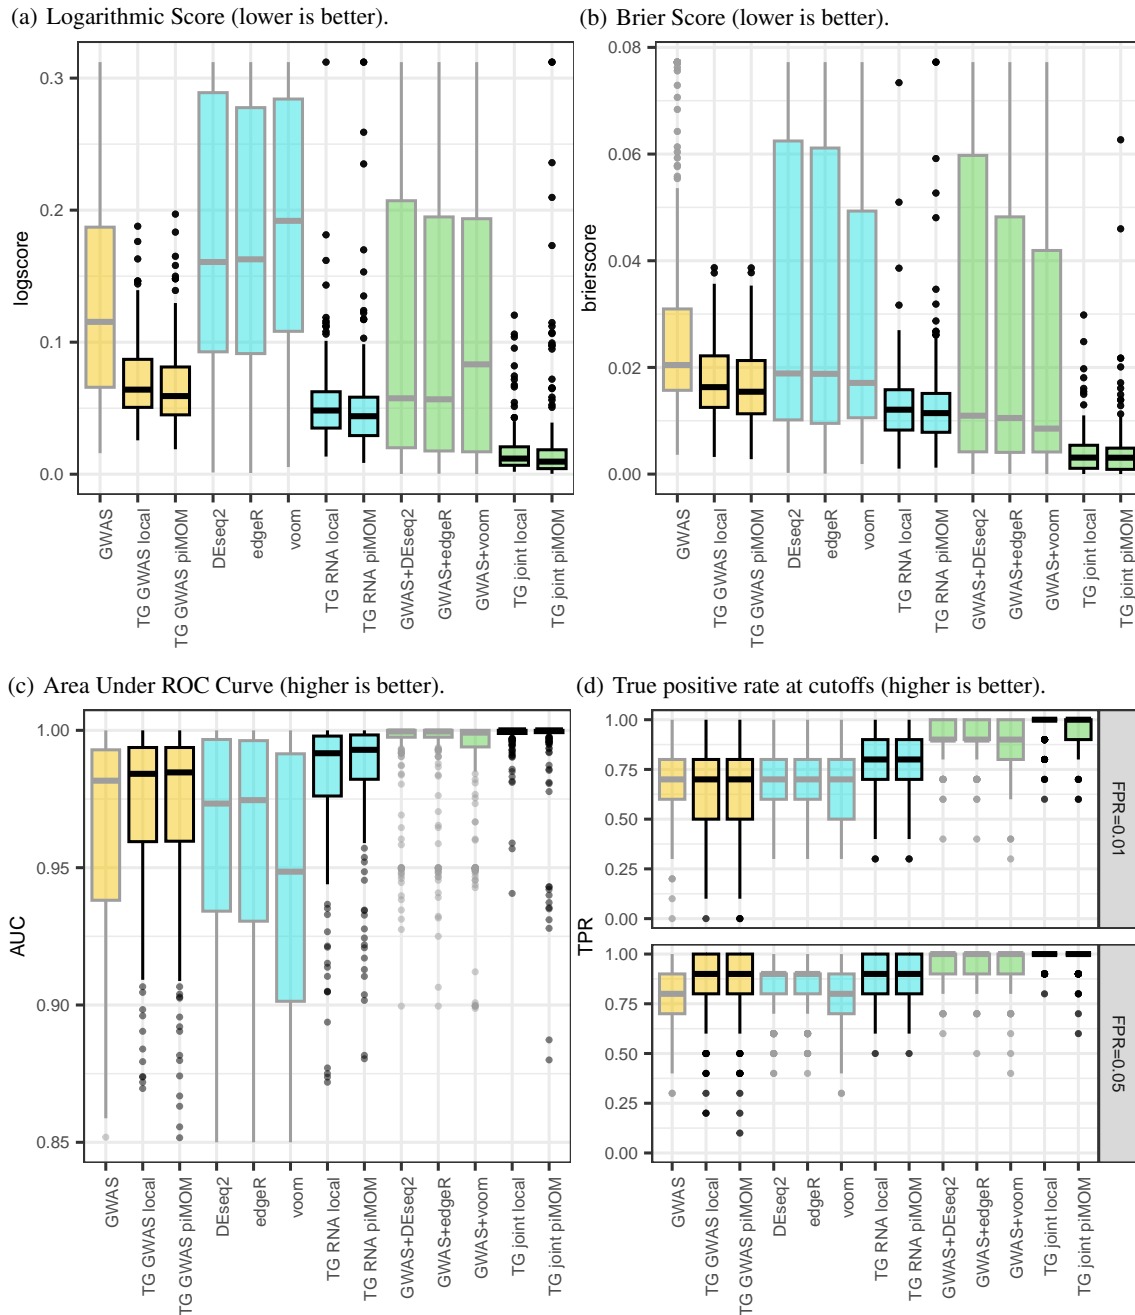 (a) Logarithmic Score (lower is better).
logscore
0.3
0.2
0.1
0.0
GWAS
TG GWAS local
TG GWAS piMOM
DEseq2
edgeR
voom
TG RNA local
TG RNA piMOM
GWAS+DEseq2
GWAS+edgeR
GWAS+voom
TG joint local
TG joint piMOM
(b) Brier Score (lower is better).
brierscore
0.08
0.06
0.04
0.02
0.00
GWAS
TG GWAS local
TG GWAS piMOM
DEseq2
edgeR
voom
TG RNA local
TG RNA piMOM
GWAS+DEseq2
GWAS+edgeR
GWAS+voom
TG joint local
TG joint piMOM
(c) Area Under ROC Curve (higher is better).
AUC
1.00
0.95
0.90
0.85
GWAS
TG GWAS local
TG GWAS piMOM
DEseq2
edgeR
voom
TG RNA local
TG RNA piMOM
GWAS+DEseq2
GWAS+edgeR
GWAS+voom
TG joint local
TG joint piMOM
(d) True positive rate at cutoffs (higher is better).
TPR
1.00
0.75
0.50
0.25
0.00
FPR=0.01
1.00
0.75
0.50
0.25
0.00
FPR=0.05
GWAS
TG GWAS local
TG GWAS piMOM
DEseq2
edgeR
voom
TG RNA local
TG RNA piMOM
GWAS+DEseq2
GWAS+edgeR
GWAS+voom
TG joint local
TG joint piMOM